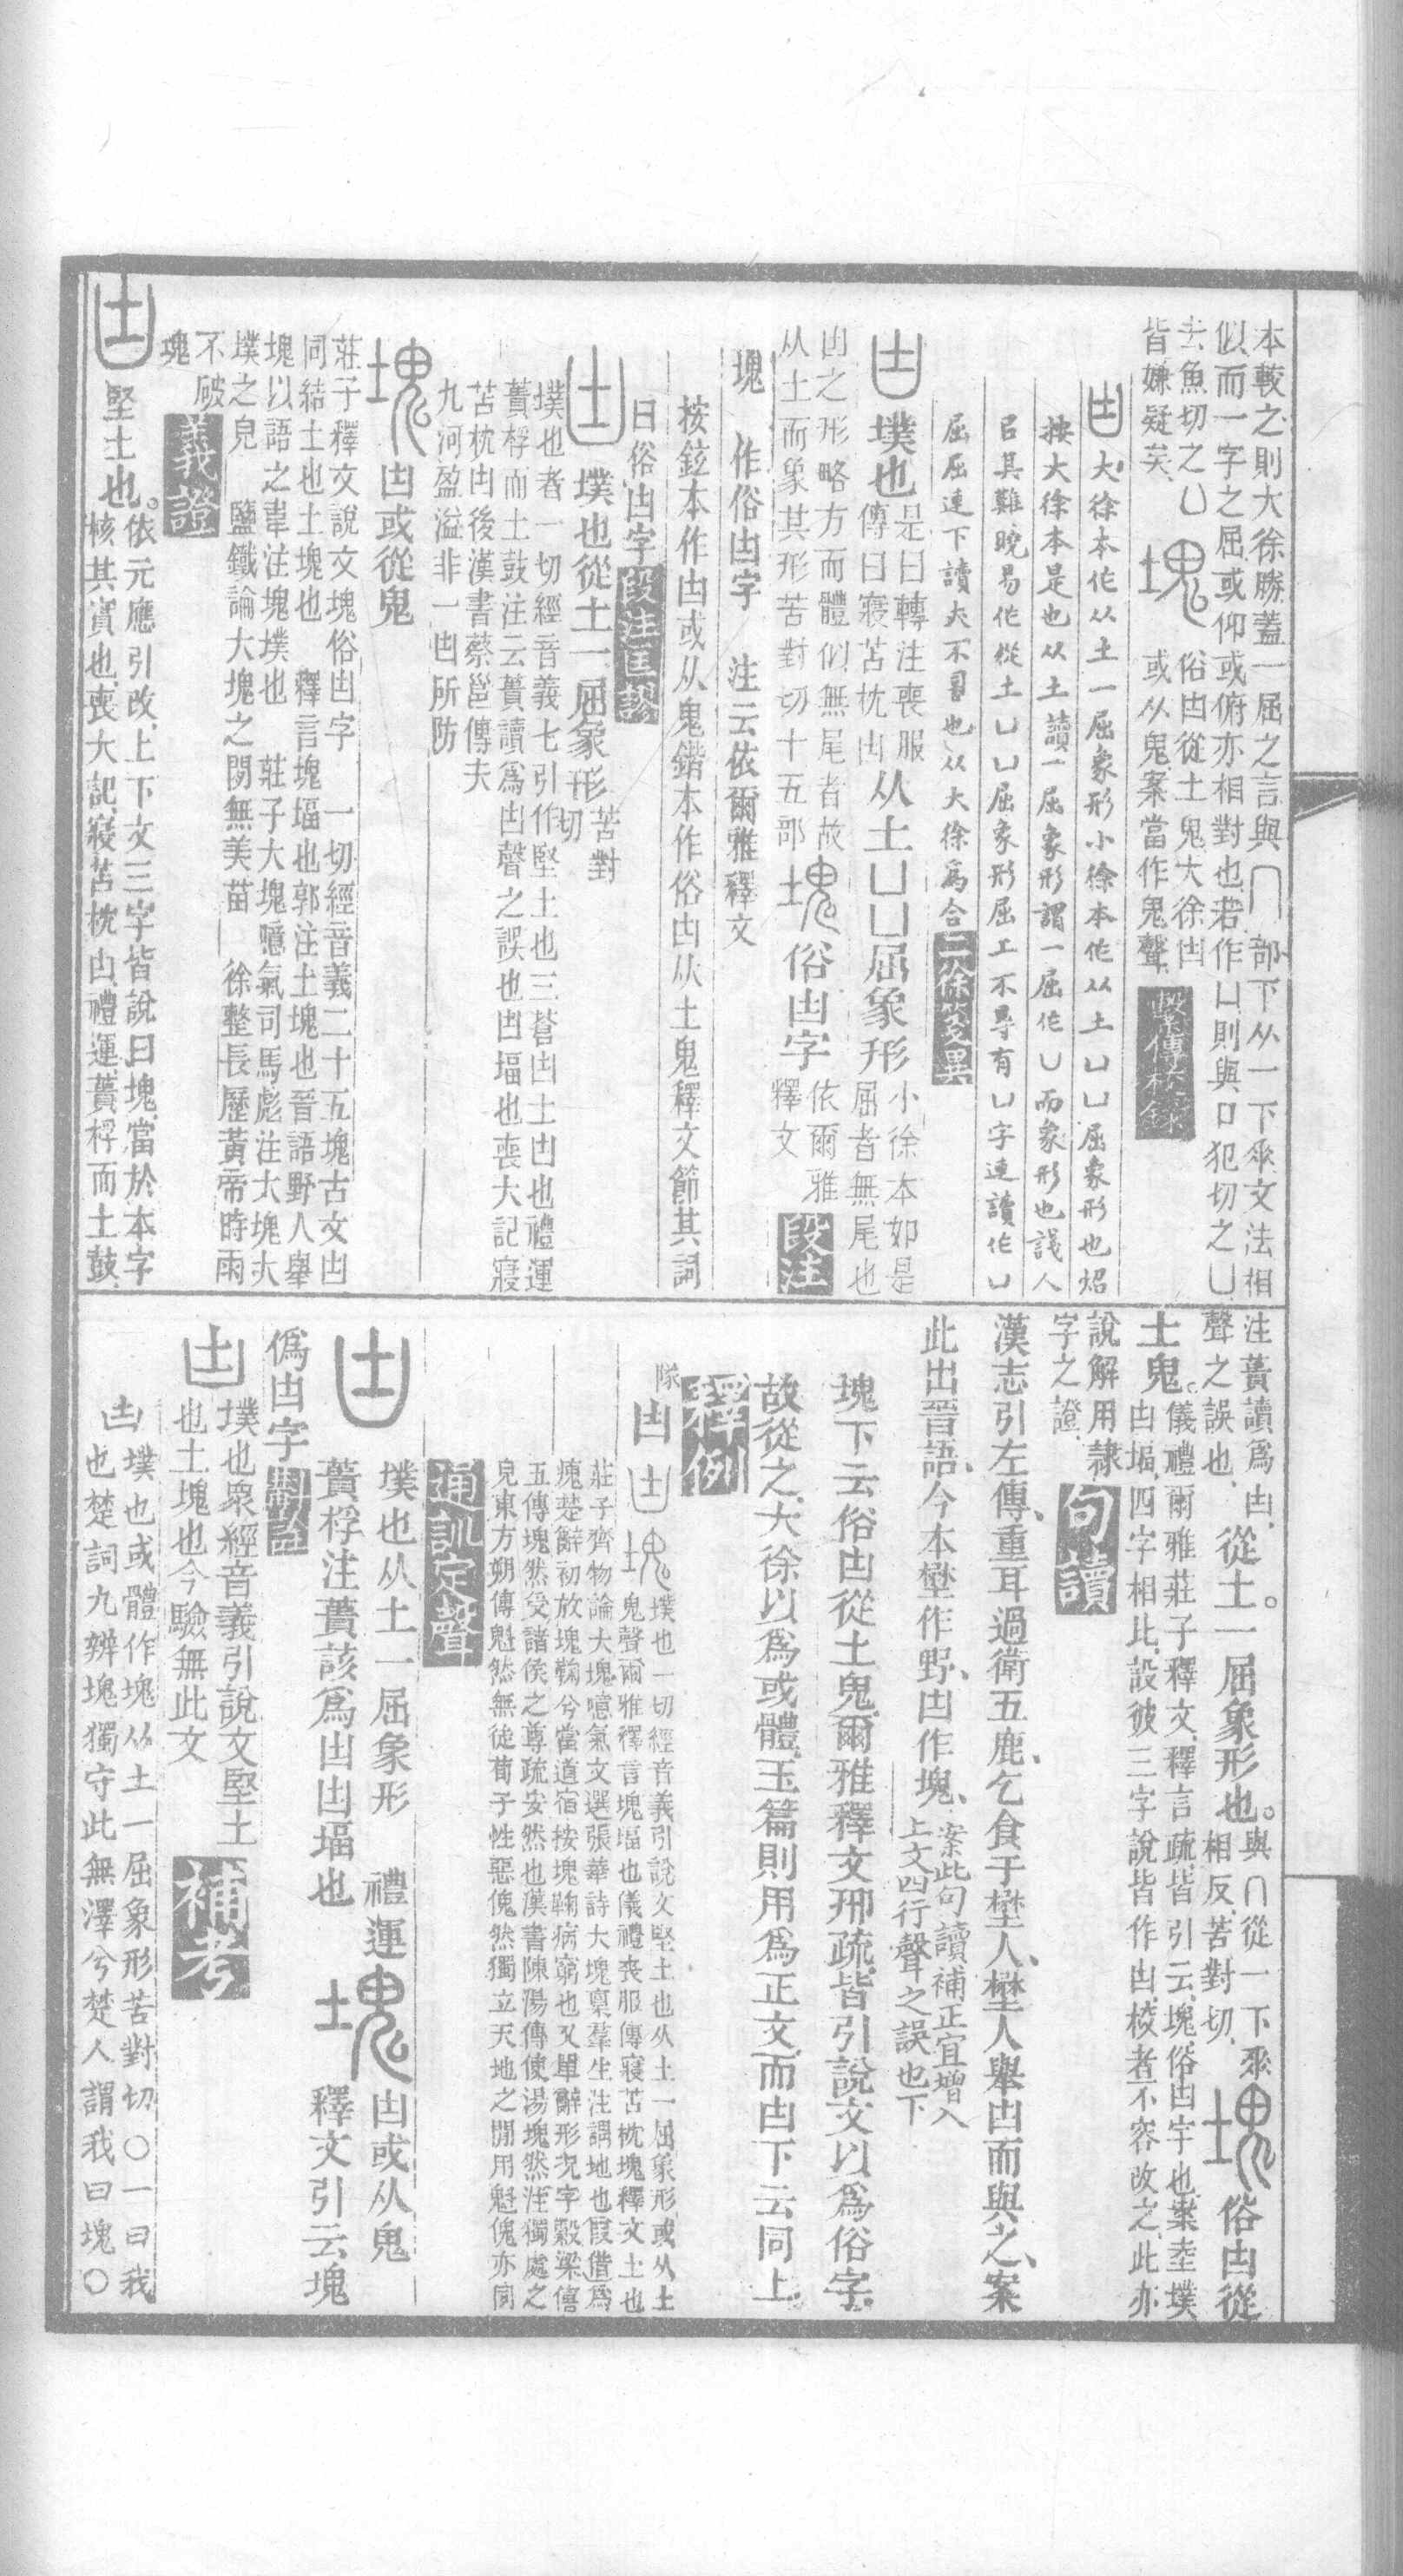 本較之則大徐勝蓋一屈之言與冂部下从一下𠂹文法相
似而一字之屈或仰或俯亦相對也若作凵則與口犯切之凵
去魚切之凵
皆嫌疑矣
塊
俗凷從土鬼大徐凷
或从鬼案當作鬼聲
繫傳校錄
凷大徐本作从土一屈象形小徐本作从土凵凵屈象形也炤
按大徐本是也从土讀一屈象形謂一屈作凵而象形也淺人
屈屈連下讀大不習也从大徐爲合
二徐箋異
凷
墣也
是曰轉注喪服
傳曰寢苫枕凷
从土凵凵屈象形
小徐本如是
屈者無尾也
凷之形略方而體似無尾者故
从土而象其形苦對切十五部
塊
俗凷字
依爾雅
釋文
段注
塊 作俗凷字 注云依爾雅釋文
按鉉本作凷或从鬼鍇本作俗凷从土鬼釋文節其詞
曰俗凷字
段注匡謬
凷
墣也從土一屈象形
苦對
切
墣也者一切經音義七引作堅土也三蒼凷土凷也禮運
蕢桴而土鼓注云蕢讀爲凷聲之誤也凷堛也喪大記寢
苫枕凷後漢書蔡邕傳夫
九河盈溢非一凷所防
塊
凷或從鬼
莊子釋文說文塊俗凷字 一切經音義二十五塊古文凷
同結土也土塊也 釋言塊堛也郭注土塊也晉語野人舉
塊以語之韋注塊墣也 莊子大塊噫氣司馬彪注大塊大
墣之皃 鹽鐵論大塊之閒無美苗 徐整長歷黃帝時雨
不破
塊
義證
凷
堅土也
依元應引改上下文三字皆說曰塊當於本字
核其實也喪大記寢苫枕凷禮運蕢桴而土鼓
注蕢讀爲凷
聲之誤也
從土一屈象形也
與冂從一下𠂹
相反苦對切
塊
俗凷從
土鬼
儀禮爾雅莊子釋文釋言疏皆引云塊俗凷字也案坴墣
凷堛四字相比設彼三字說皆作凷校者不容改之此亦
說解用隸
字之證
句讀
漢志引左傳重耳過衛五鹿乞食于壄人壄人舉凷而與之案
此出晉語今本壄作野凷作塊
案此句讀補正宜增入
上文四行聲之誤也下
塊下云俗凷從土鬼爾雅釋文邢疏皆引說文以爲俗字
故從之大徐以爲或體玉篇則用爲正文而凷下云同上
釋例
隊
凷
凷
塊
墣也一切經音義引說文堅土也从土一屈象形或从土
鬼聲爾雅釋言塊堛也儀禮喪服傳寢苫枕塊釋文土也
莊子齊物論大塊噫氣文選張華詩大塊稟羣生注謂地也叚借爲
傀楚辭初放塊鞠兮當道宿按塊鞠病窮也又單辭形況字穀梁僖
五傳塊然受諸侯之尊疏安然也漢書陳湯傳使湯塊然注獨處之
皃東方朔傳魁然無徒荀子性惡傀然獨立天地之閒用魁傀亦同
通訓定聲
凷
墣也从土一屈象形 禮運
蕢桴注蕢該爲凷凷堛也
塊
凷或从鬼
釋文引云塊
僞凷字
凷
墣也衆經音義引說文堅土
也土塊也今驗無此文
補考
凷
墣也或體作塊从土一屈象形苦對切〇一曰我
也楚詞九辨塊獨守此無澤兮楚人謂我曰塊〇